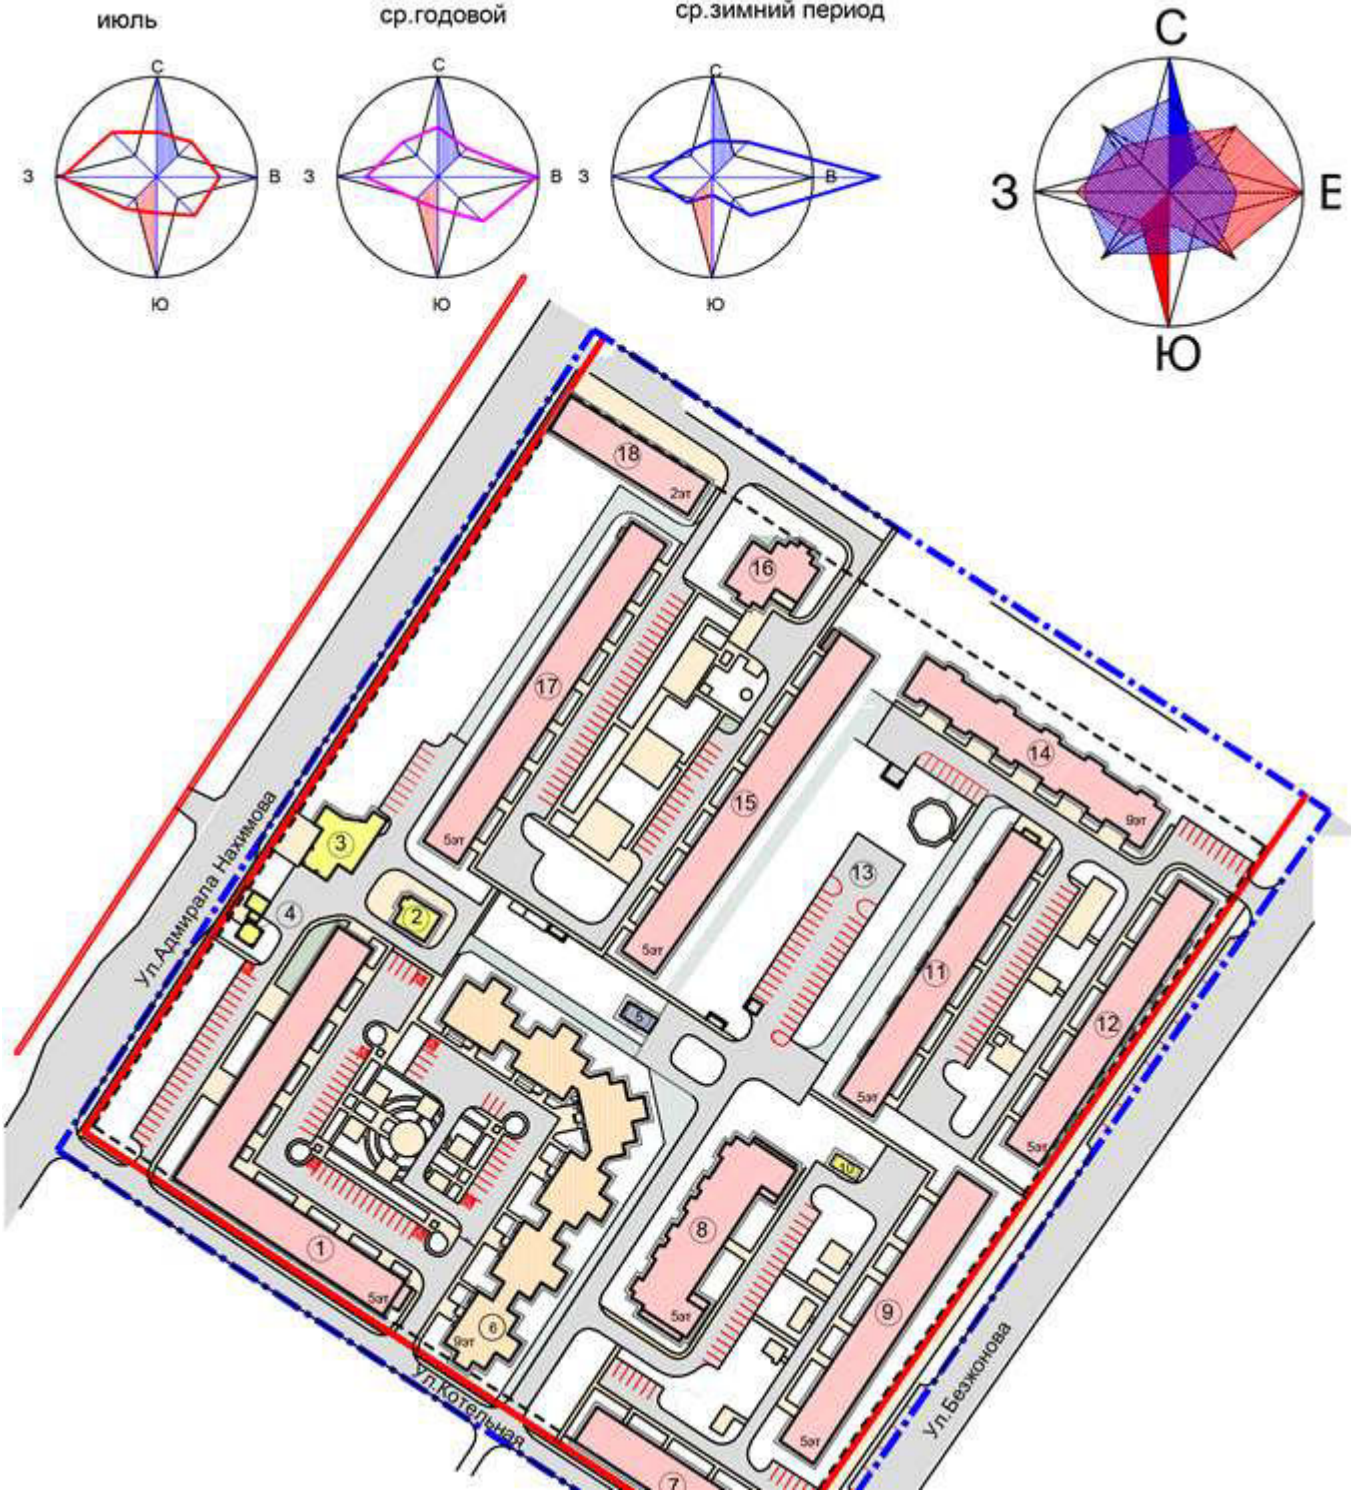 июль
ср.годовой
ср.зимний период
С
З
В
Ю
С
З
В
Ю
С
З
В
Ю
С
З
Е
Ю
18
2эт
16
17
5эт
15
5эт
14
9эт
13
3
2
4
Ул.Адмирала Нахимова
11
5эт
12
5эт
5
1
5эт
6
9эт
8
5эт
9
5эт
7
Ул.Котельная
Ул.Безжонова